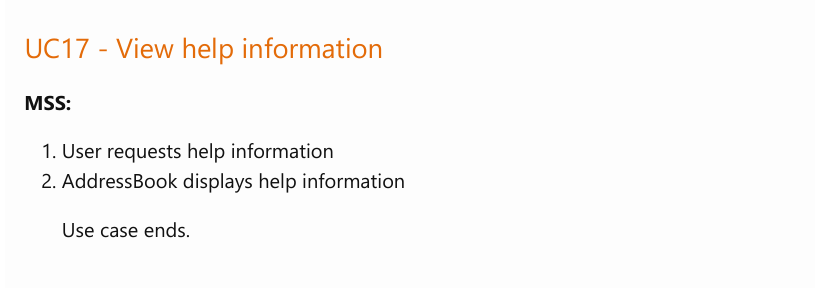 UC17 - View help information
MSS:
1. User requests help information
2. AddressBook displays help information
Use case ends.